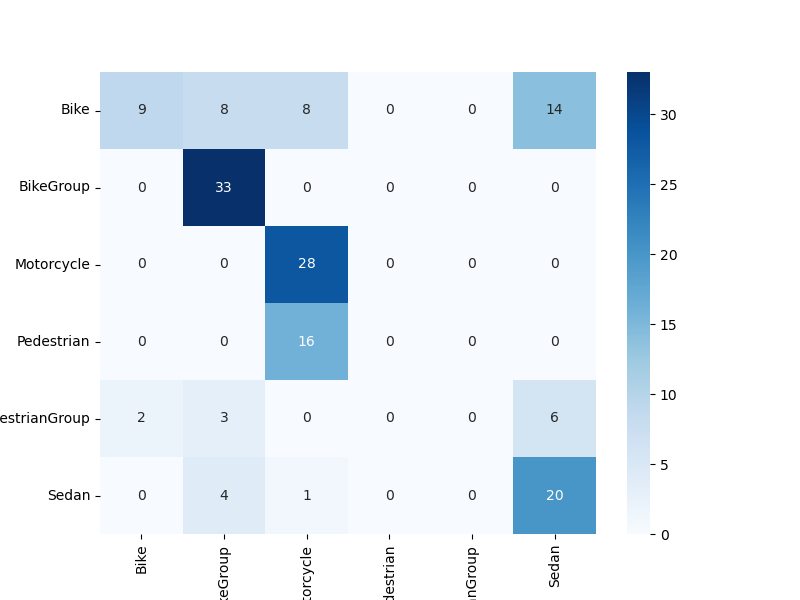 Bike 9 8 8 0 0 14
BikeGroup 0 33 0 0 0 0
Motorcycle 0 0 28 0 0 0
Pedestrian 0 0 16 0 0 0
estrianGroup 2 3 0 0 0 6
Sedan 0 4 1 0 0 20
Bike
keGroup
torcycle
destrian
nGroup
Sedan
30
25
20
15
10
5
0